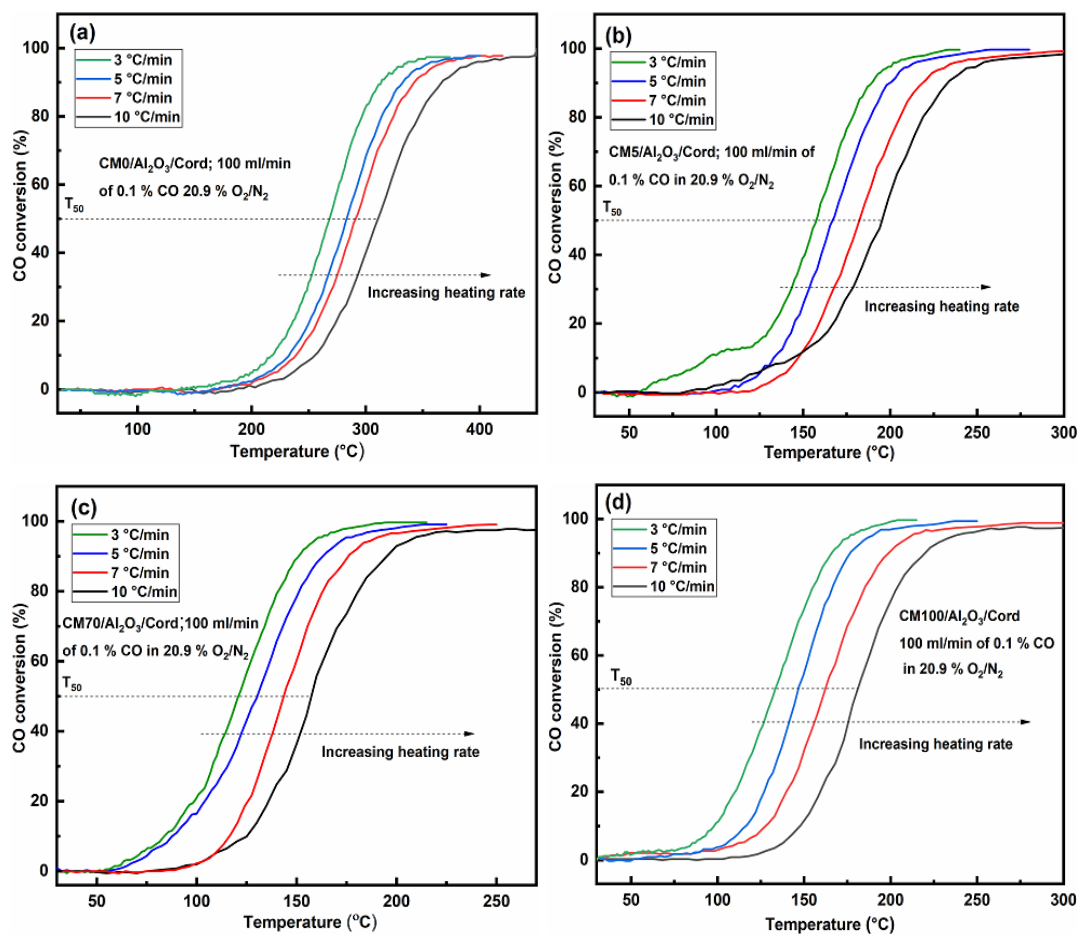 (a)
3 °C/min
5 °C/min
7 °C/min
10 °C/min
CM0/Al2O3/Cord; 100 ml/min
of 0.1 % CO 20.9 % O2/N2
T50
Increasing heating rate
CO conversion (%)
100
80
60
40
20
0
100
200
300
400
Temperature (°C)
(b)
3 °C/min
5 °C/min
7 °C/min
10 °C/min
CM5/Al2O3/Cord; 100 ml/min of
0.1 % CO in 20.9 % O2/N2
T50
Increasing heating rate
CO conversion (%)
100
80
60
40
20
0
50
100
150
200
250
300
Temperature (°C)
(c)
3 °C/min
5 °C/min
7 °C/min
10 °C/min
CM70/Al2O3/Cord; 100 ml/min
of 0.1 % CO in 20.9 % O2/N2
T50
Increasing heating rate
CO conversion (%)
100
80
60
40
20
0
50
100
150
200
250
Temperature (°C)
(d)
3 °C/min
5 °C/min
7 °C/min
10 °C/min
CM100/Al2O3/Cord
100 ml/min of 0.1 % CO
in 20.9 % O2/N2
T50
Increasing heating rate
CO conversion (%)
100
80
60
40
20
0
50
100
150
200
250
300
Temperature (°C)